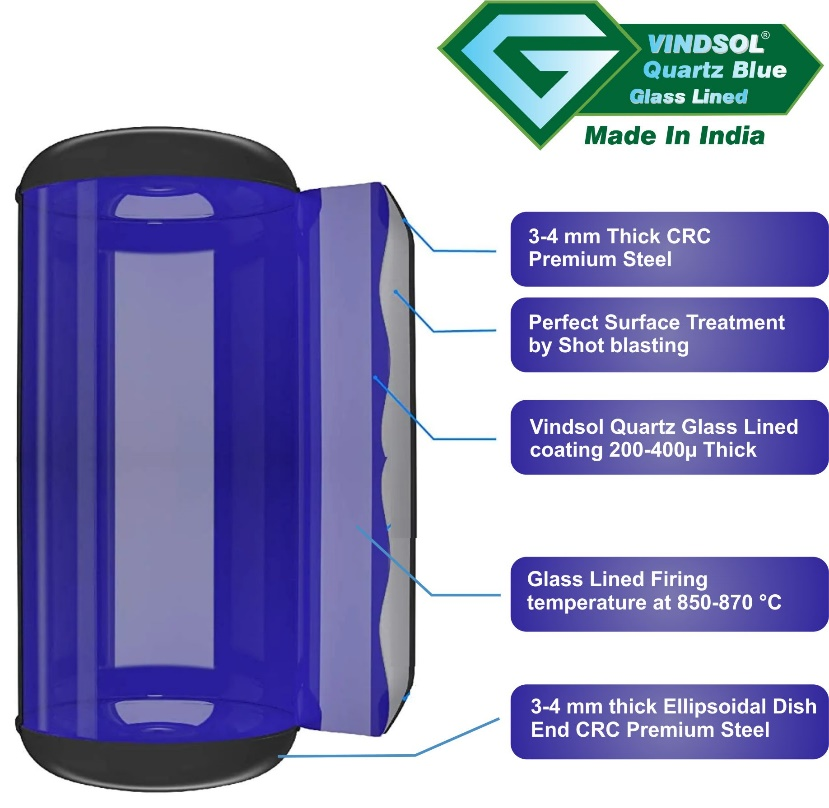 VINDSOL®
Quartz Blue
Glass Lined
Made In India
3-4 mm Thick CRC
Premium Steel
Perfect Surface Treatment
by Shot blasting
Vindsol Quartz Glass Lined
coating 200-400µ Thick
Glass Lined Firing
temperature at 850-870 °C
3-4 mm thick Ellipsoidal Dish
End CRC Premium Steel